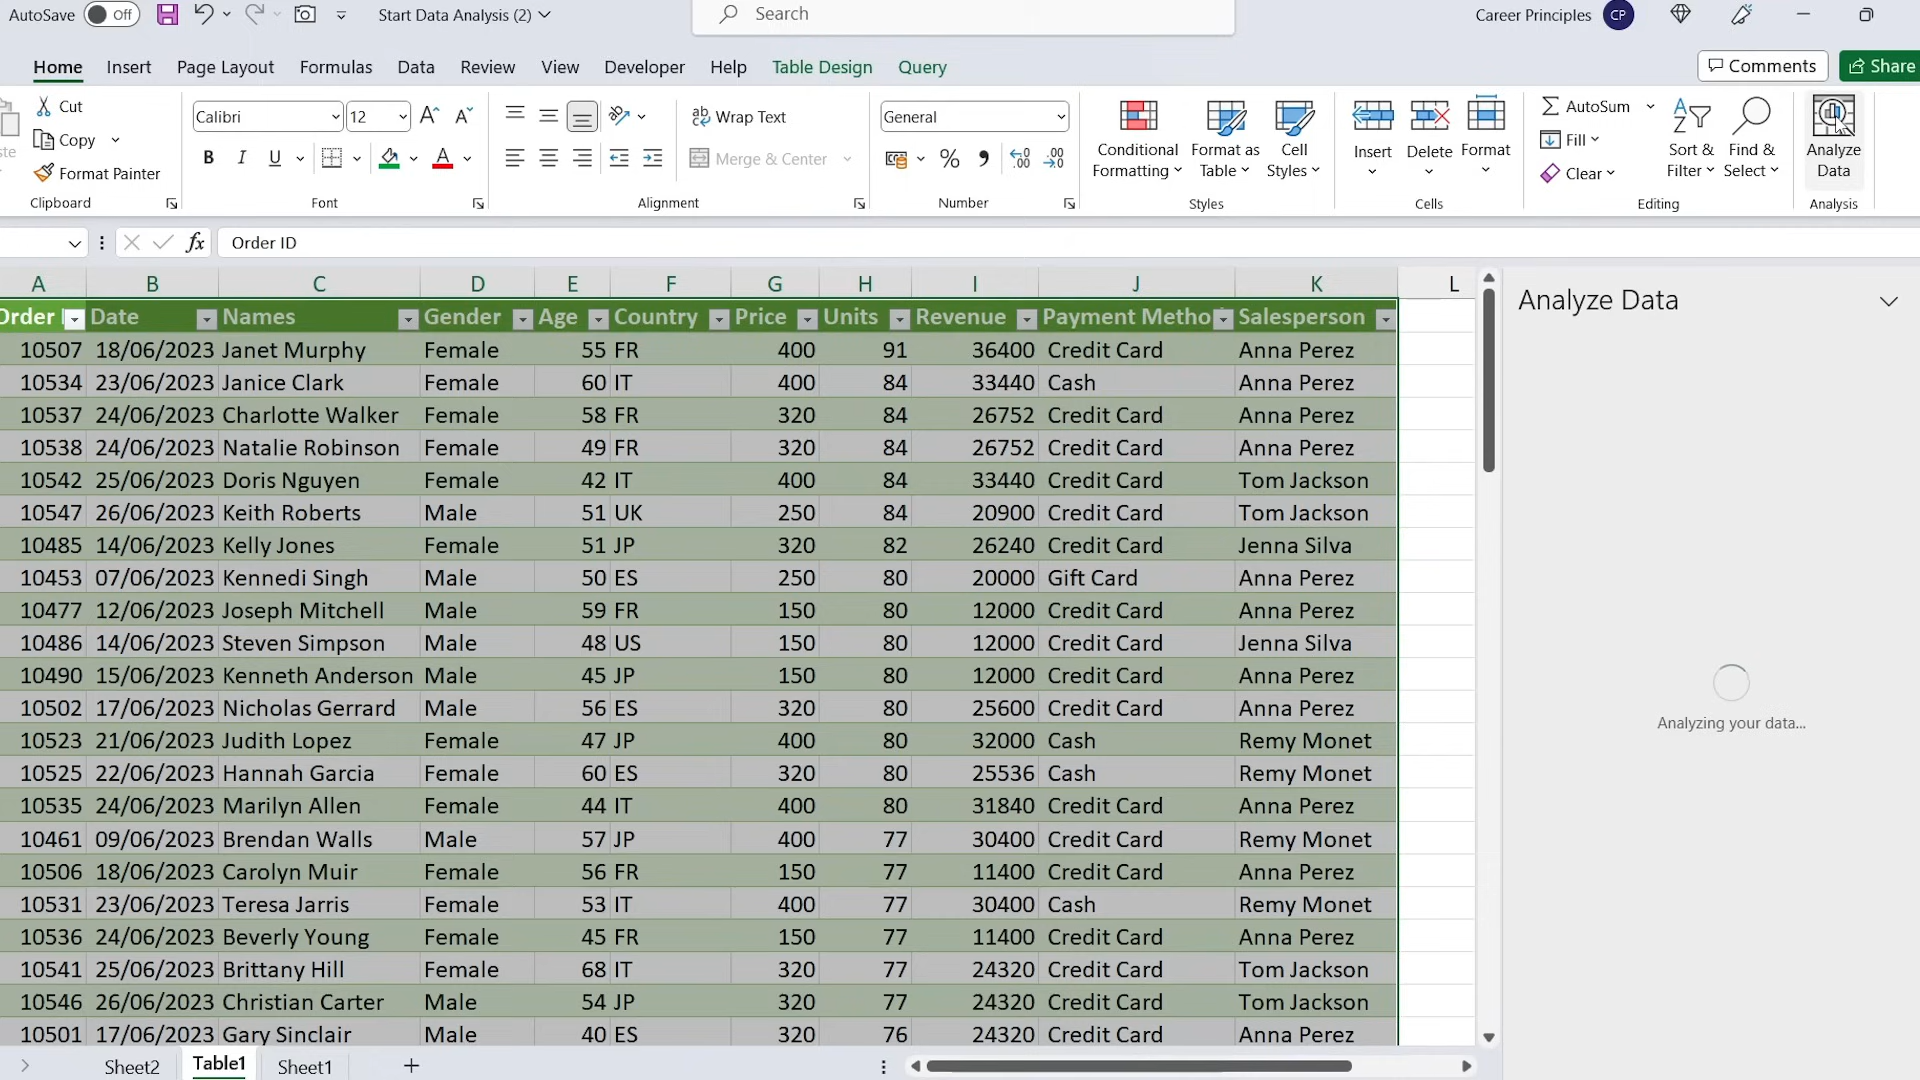 AutoSave Off Start Data Analysis (2) Search Career Principles CP
Home Insert Page Layout Formulas Data Review View Developer Help Table Design Query Comments Share
Cut
Copy
Format Painter
Clipboard
Calibri 12
B I U A
Font
Wrap Text
Merge & Center
Alignment
General
% 9
Number
Conditional Formatting
Format as Table
Cell Styles
Styles
Insert Delete Format
Cells
AutoSum
Fill
Clear
Sort & Filter
Find & Select
Editing
Analyze Data
Analysis
fx Order ID
A B C D E F G H I J K L
Order Date Names Gender Age Country Price Units Revenue Payment Metho Salesperson
10507 18/06/2023 Janet Murphy Female 55 FR 400 91 36400 Credit Card Anna Perez
10534 23/06/2023 Janice Clark Female 60 IT 400 84 33440 Cash Anna Perez
10537 24/06/2023 Charlotte Walker Female 58 FR 320 84 26752 Credit Card Anna Perez
10538 24/06/2023 Natalie Robinson Female 49 FR 320 84 26752 Credit Card Anna Perez
10542 25/06/2023 Doris Nguyen Female 42 IT 400 84 33440 Credit Card Tom Jackson
10547 26/06/2023 Keith Roberts Male 51 UK 250 84 20900 Credit Card Tom Jackson
10485 14/06/2023 Kelly Jones Female 51 JP 320 82 26240 Credit Card Jenna Silva
10453 07/06/2023 Kennedi Singh Male 50 ES 250 80 20000 Gift Card Anna Perez
10477 12/06/2023 Joseph Mitchell Male 59 FR 150 80 12000 Credit Card Anna Perez
10486 14/06/2023 Steven Simpson Male 48 US 150 80 12000 Credit Card Jenna Silva
10490 15/06/2023 Kenneth Anderson Male 45 JP 150 80 12000 Credit Card Anna Perez
10502 17/06/2023 Nicholas Gerrard Male 56 ES 320 80 25600 Credit Card Anna Perez
10523 21/06/2023 Judith Lopez Female 47 JP 400 80 32000 Cash Remy Monet
10525 22/06/2023 Hannah Garcia Female 60 ES 320 80 25536 Cash Remy Monet
10535 24/06/2023 Marilyn Allen Female 44 IT 400 80 31840 Credit Card Anna Perez
10461 09/06/2023 Brendan Walls Male 57 JP 400 77 30400 Credit Card Remy Monet
10506 18/06/2023 Carolyn Muir Female 56 FR 150 77 11400 Credit Card Anna Perez
10531 23/06/2023 Teresa Jarris Female 53 IT 400 77 30400 Cash Remy Monet
10536 24/06/2023 Beverly Young Female 45 FR 150 77 11400 Credit Card Anna Perez
10541 25/06/2023 Brittany Hill Female 68 IT 320 77 24320 Credit Card Tom Jackson
10546 26/06/2023 Christian Carter Male 54 JP 320 77 24320 Credit Card Tom Jackson
10501 17/06/2023 Gary Sinclair Male 40 ES 320 76 24320 Credit Card Anna Perez
Analyze Data
Analyzing your data...
Sheet2 Table1 Sheet1